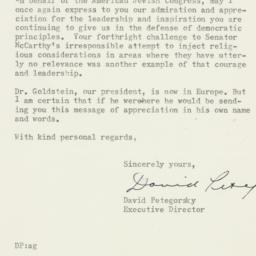 On behalf of the American Jewish Congress, may I
once again express to you our admiration and appre-
ciation for the leadership and inspiration you are
continuing to give us in the defense of democratic
principles. Your forthright challenge to Senator
McCarthy's irresponsible attempt to inject relig-
ious considerations in areas where they have utter-
ly no relevance was another example of that courage
and leadership.
Dr. Goldstein, our president, is now in Europe. But
I am certain that if he werehere he would be send-
ing you this message of appreciation in his own name
and words.
With kind personal regards,
Sincerely yours,
David Peteg
David Petegorsky
Executive Director
DP:ag